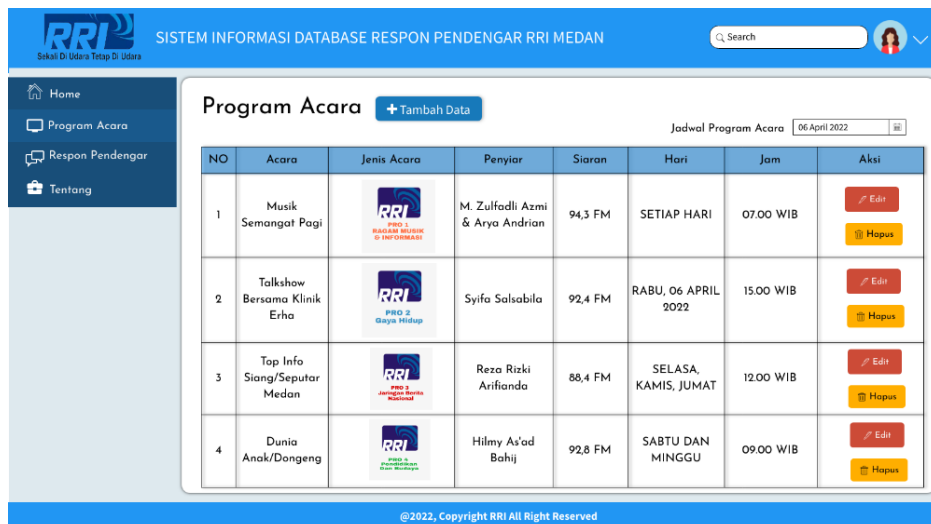 RRI
Sekali Di Udara Tetap Di Udara
SISTEM INFORMASI DATABASE RESPON PENDENGAR RRI MEDAN
Search
Home
Program Acara
Respon Pendengar
Tentang
Program Acara
+ Tambah Data
Jadwal Program Acara
06 April 2022
NO Acara Jenis Acara Penyiar Siaran Hari Jam Aksi
1
Musik
Semangat Pagi
RRI
PRO 1
RAGAM MUSIK
& INFORMASI
M. Zulfadli Azmi
& Arya Andrian
94,3 FM
SETIAP HARI
07.00 WIB
Edit
Hapus
2
Talkshow
Bersama Klinik
Erha
RRI
PRO 2
Gaya Hidup
Syifa Salsabila
92,4 FM
RABU, 06 APRIL
2022
15.00 WIB
Edit
Hapus
3
Top Info
Siang/Seputar
Medan
RRI
PRO 3
Jaringan Berita
Nasional
Reza Rizki
Arifianda
88,4 FM
SELASA,
KAMIS, JUMAT
12.00 WIB
Edit
Hapus
4
Dunia
Anak/Dongeng
RRI
PRO 4
Pendidikan
Dan Budaya
Hilmy As'ad
Bahij
92,8 FM
SABTU DAN
MINGGU
09.00 WIB
Edit
Hapus
@2022, Copyright RRI All Right Reserved